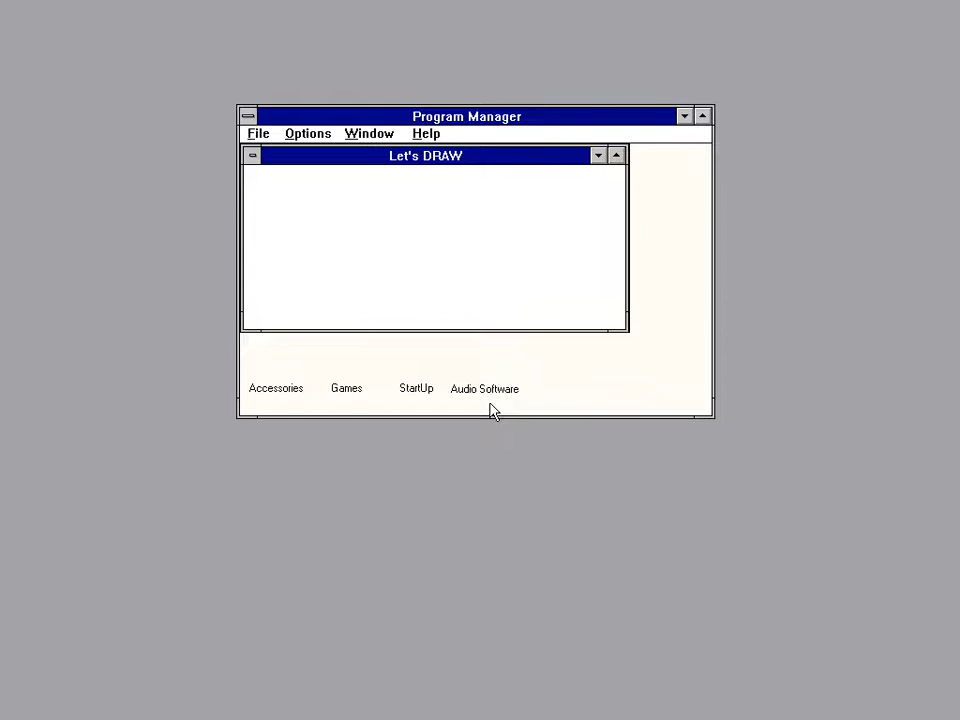 Program Manager
File Options Window Help
Let's DRAW
Accessories Games StartUp Audio Software